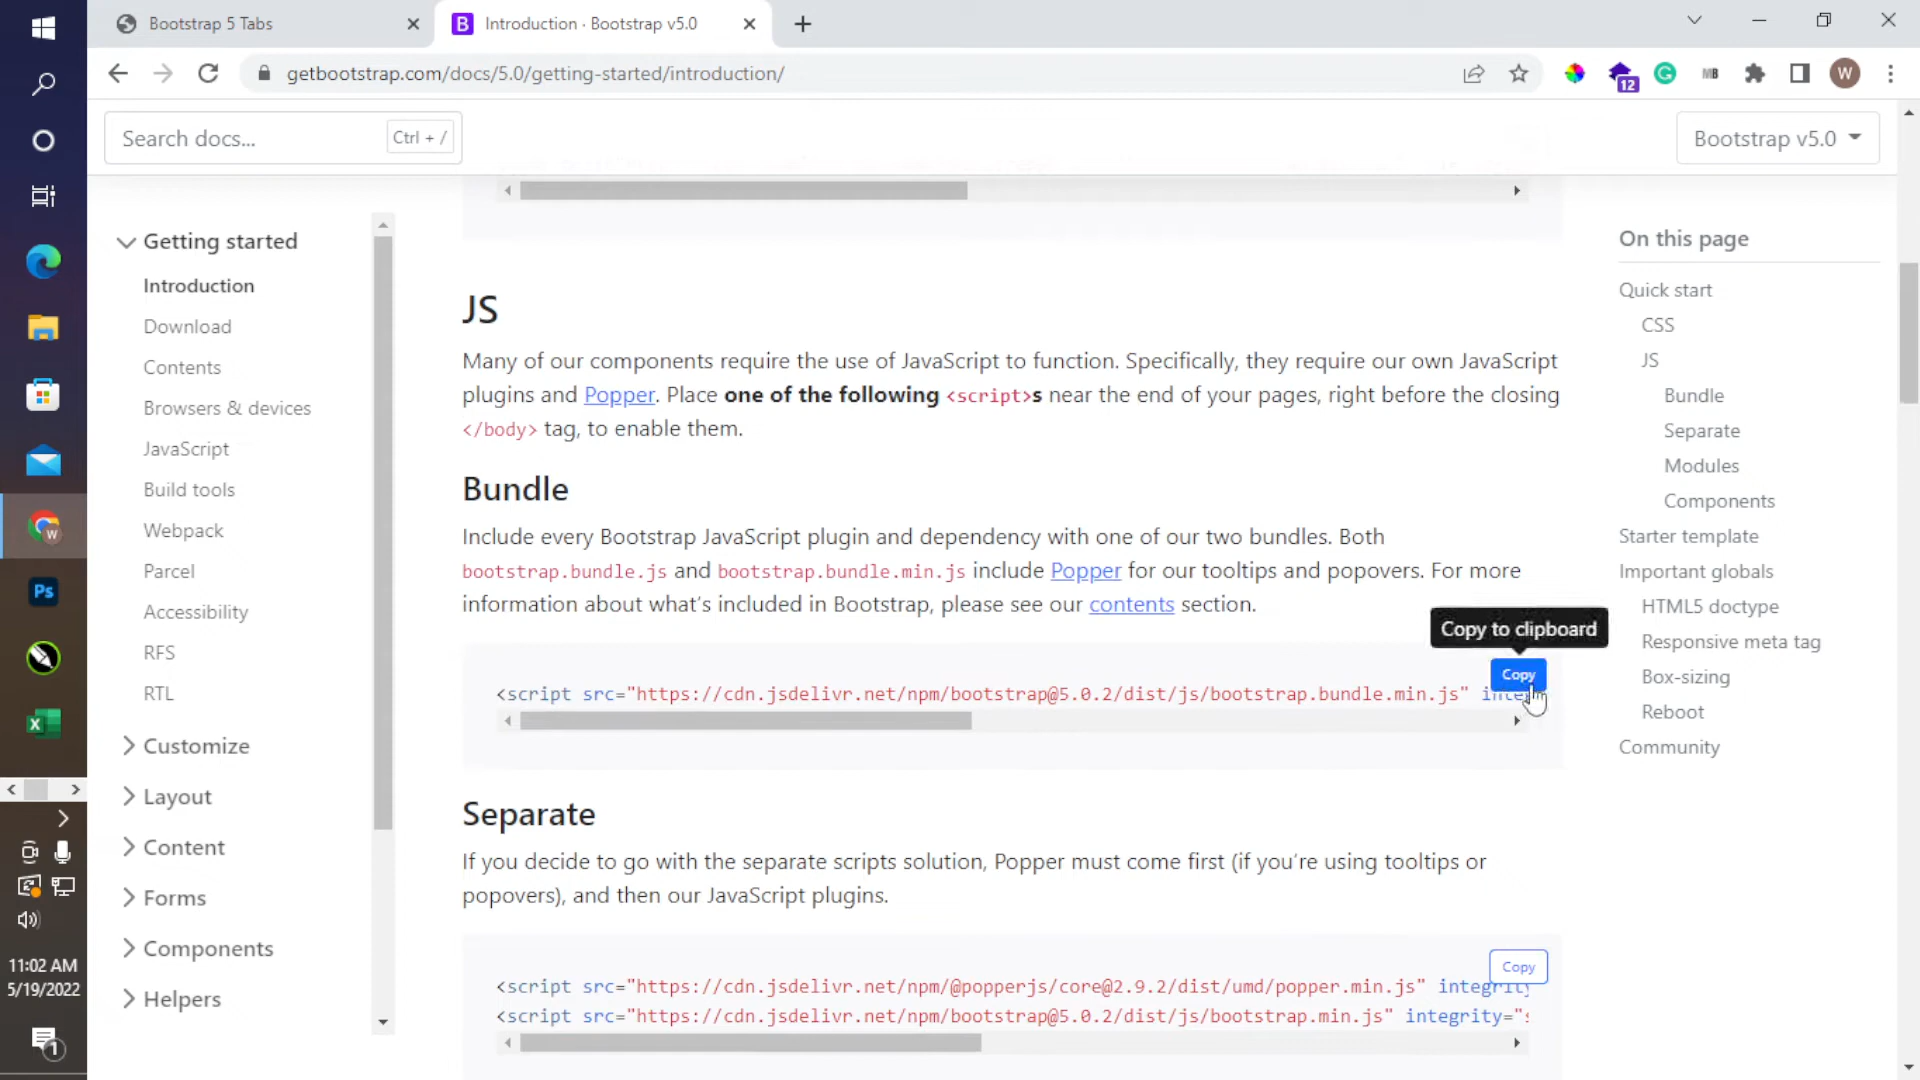 Bootstrap 5 Tabs
Introduction · Bootstrap v5.0
getbootstrap.com/docs/5.0/getting-started/introduction/
12
MB
W
Search docs...
Ctrl + /
Bootstrap v5.0
Getting started
Introduction
Download
Contents
Browsers & devices
JavaScript
Build tools
Webpack
Parcel
Accessibility
RFS
RTL
Customize
Layout
Content
Forms
Components
Helpers
JS
Many of our components require the use of JavaScript to function. Specifically, they require our own JavaScript
plugins and Popper. Place one of the following <script>s near the end of your pages, right before the closing
</body> tag, to enable them.
Bundle
Include every Bootstrap JavaScript plugin and dependency with one of our two bundles. Both
bootstrap.bundle.js and bootstrap.bundle.min.js include Popper for our tooltips and popovers. For more
information about what's included in Bootstrap, please see our contents section.
Copy to clipboard
Copy
<script src="https://cdn.jsdelivr.net/npm/bootstrap@5.0.2/dist/js/bootstrap.bundle.min.js"
Separate
If you decide to go with the separate scripts solution, Popper must come first (if you're using tooltips or
popovers), and then our JavaScript plugins.
Copy
<script src="https://cdn.jsdelivr.net/npm/@popperjs/core@2.9.2/dist/umd/popper.min.js" integrity
<script src="https://cdn.jsdelivr.net/npm/bootstrap@5.0.2/dist/js/bootstrap.min.js" integrity="s
On this page
Quick start
CSS
JS
Bundle
Separate
Modules
Components
Starter template
Important globals
HTML5 doctype
Responsive meta tag
Box-sizing
Reboot
Community
Ps
W
11:02 AM
5/19/2022
1